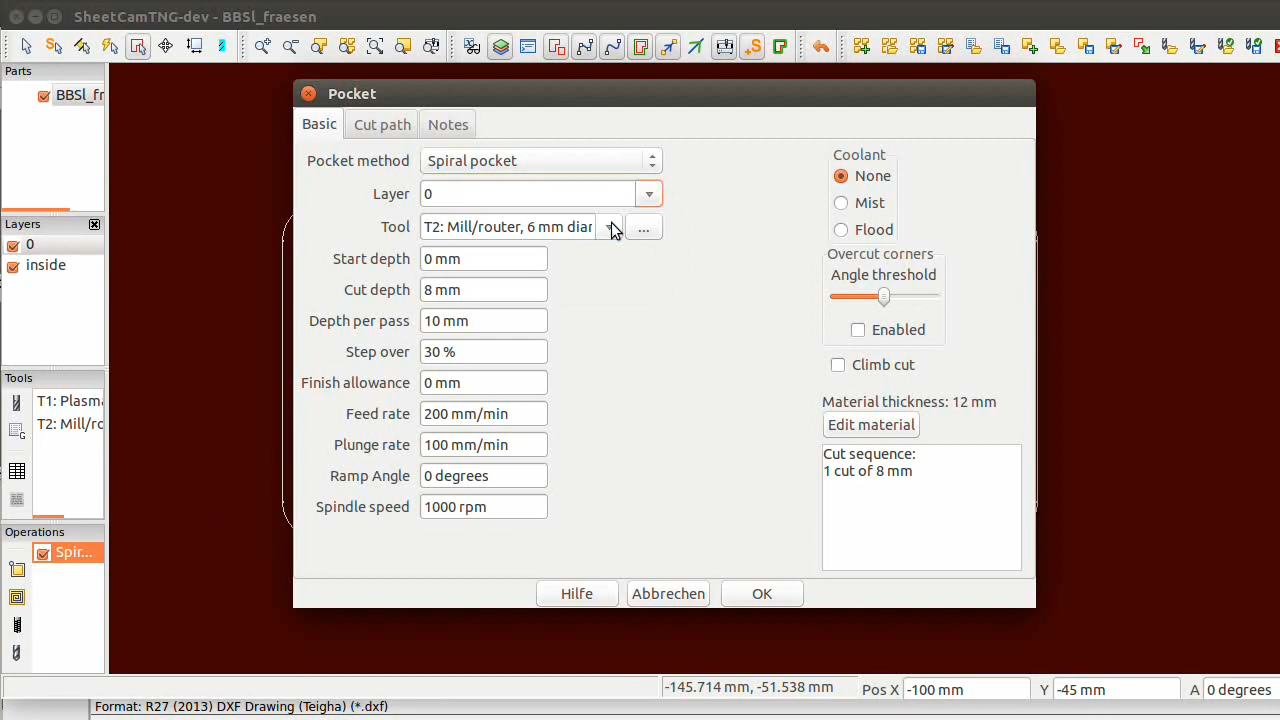 SheetCamTNG-dev - BBSl_fraesen
Parts
BBSl_fr
Layers
0
inside
Tools
T1: Plasma
T2: Mill/ro
Operations
Spir...
Pocket
Basic
Cut path
Notes
Pocket method
Spiral pocket
Layer
0
Tool
T2: Mill/router, 6 mm diar
...
Start depth
0 mm
Cut depth
8 mm
Depth per pass
10 mm
Step over
30 %
Finish allowance
0 mm
Feed rate
200 mm/min
Plunge rate
100 mm/min
Ramp Angle
0 degrees
Spindle speed
1000 rpm
Coolant
None
Mist
Flood
Overcut corners
Angle threshold
Enabled
Climb cut
Material thickness: 12 mm
Edit material
Cut sequence:
1 cut of 8 mm
Hilfe
Abbrechen
OK
-145.714 mm, -51.538 mm
Pos X
-100 mm
Y
-45 mm
A
0 degrees
Format: R27 (2013) DXF Drawing (Teigha) (*.dxf)